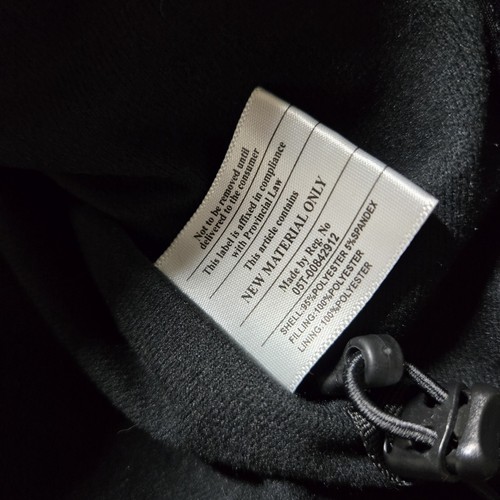 Not to be removed until
delivered to the consumer
This label is affixed in compliance
with Provincial Law
This article contains
NEW MATERIAL ONLY
Made by Reg. No
05T-00842912
SHELL:95%POLYESTER 5%SPANDEX
FILLING:100%POLYESTER
LINING:100%POLYESTER